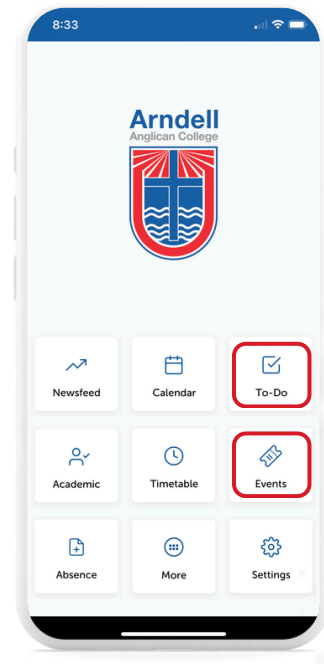 8:33
Arndell
Anglican College
Newsfeed Calendar To-Do
Academic Timetable Events
Absence More Settings